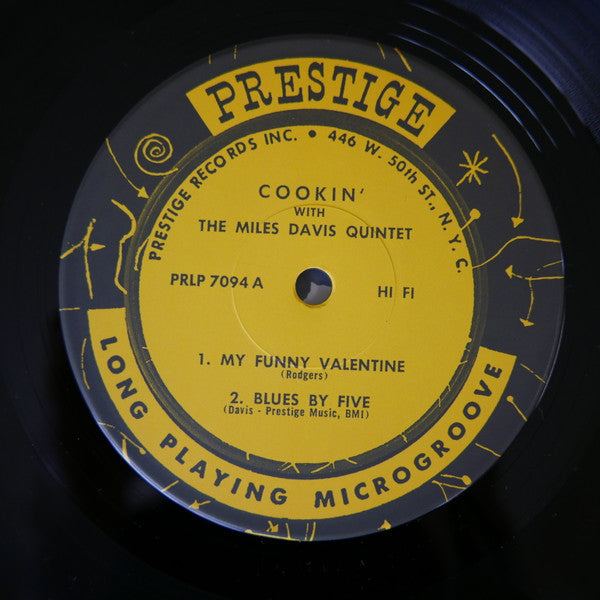 PRESTIGE
PRESTIGE RECORDS INC. • 446 W. 50th ST., N.Y.C.
COOKIN'
WITH
THE MILES DAVIS QUINTET
PRLP 7094 A HI FI
1. MY FUNNY VALENTINE
(Rodgers)
2. BLUES BY FIVE
(Davis - Prestige Music, BMI)
LONG PLAYING MICROGROOVE